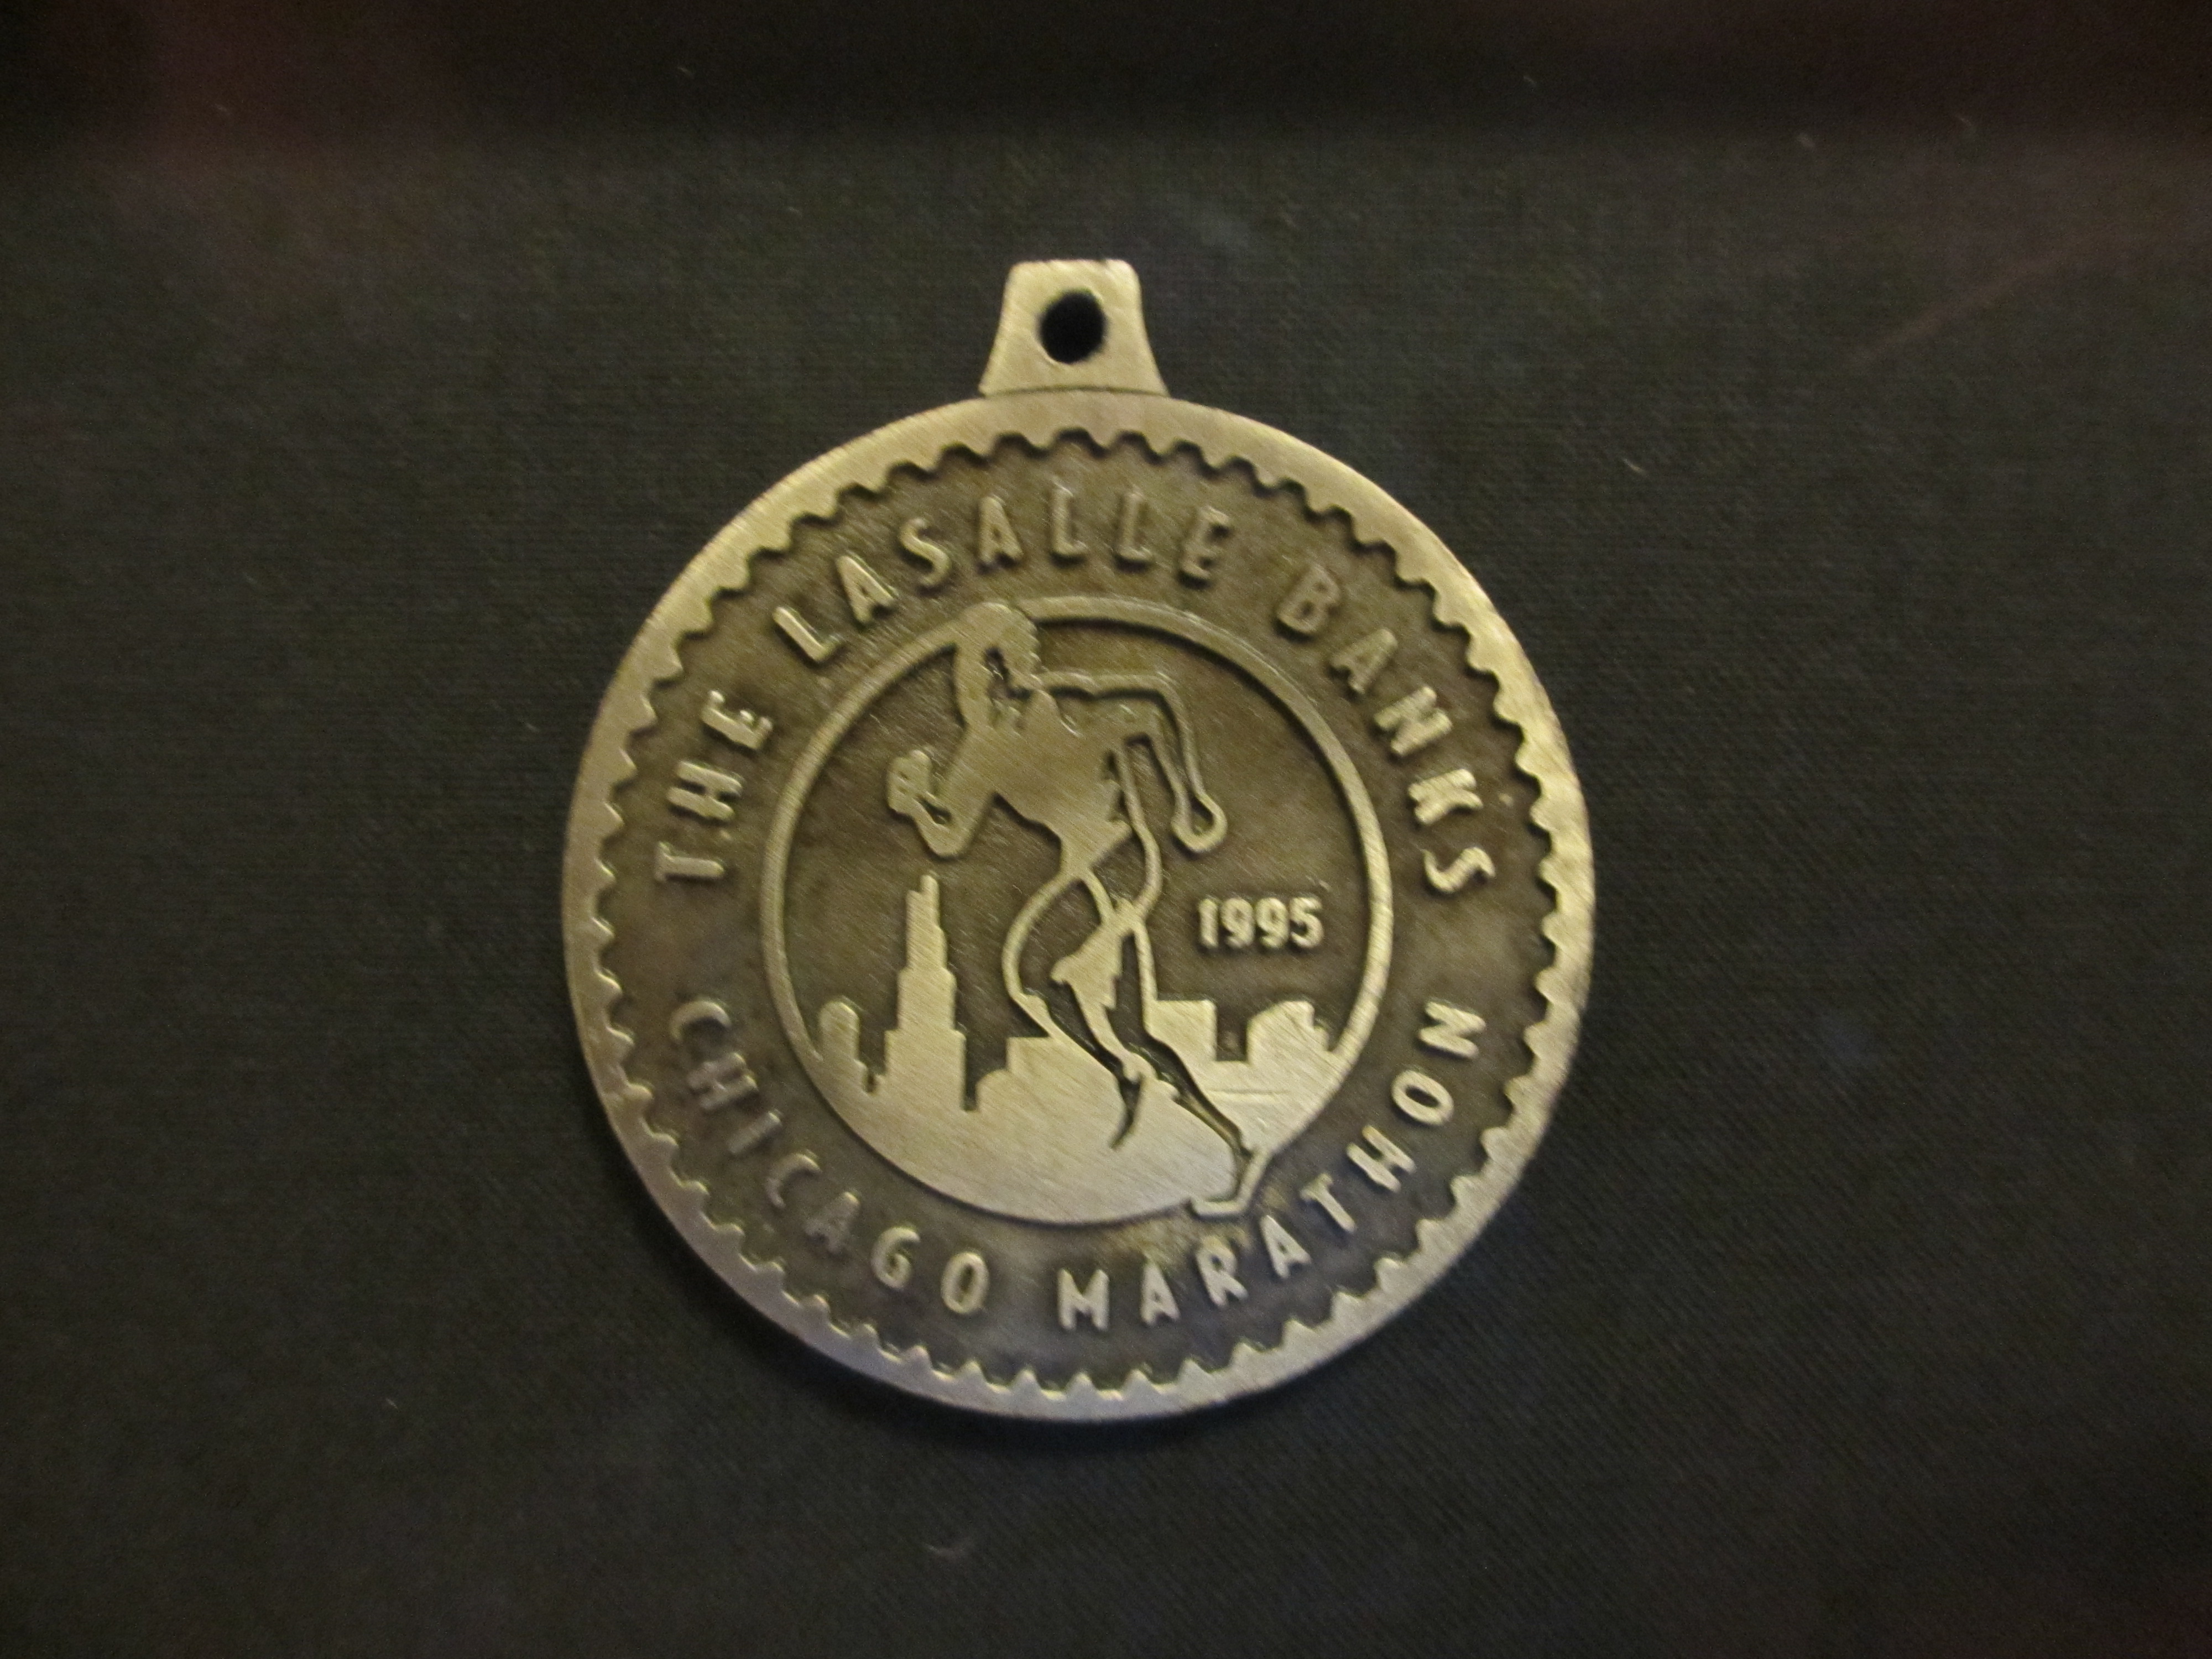 THE LASALLE BANKS
1995
CHICAGO MARATHON